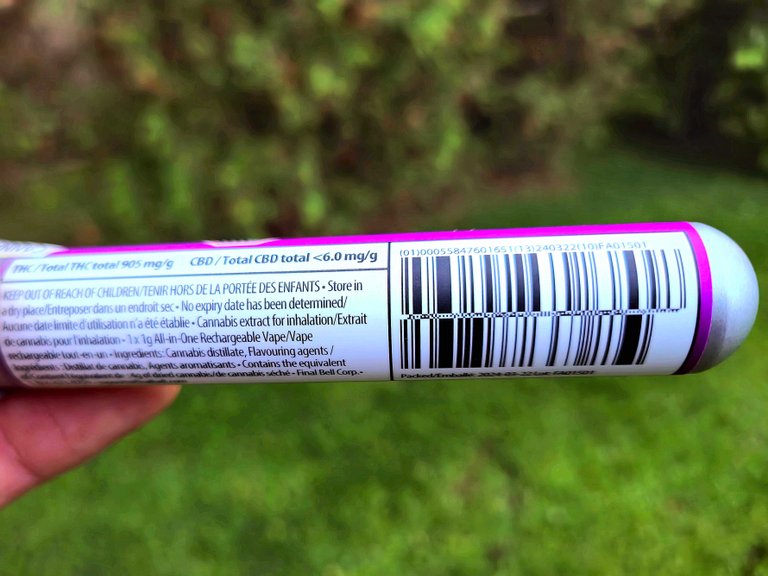 THC/Total THC total 905 mg/g CBD/Total CBD total <6.0 mg/g
KEEP OUT OF REACH OF CHILDREN/TENIR HORS DE LA PORTÉE DES ENFANTS • Store in
a dry place/Entreposer dans un endroit sec • No expiry date has been determined/
Aucune date limite d'utilisation n'a été établie • Cannabis extract for inhalation/Extrait
de cannabis pour l'inhalation • 1 x 1g All-in-One Rechargeable Vape/Vape
rechargeable tout-en-un • Ingredients: Cannabis distillate, Flavouring agents/
Ingrédients: Distillat de cannabis, Agents aromatisants • Contains the equivalent
dried cannabis/de cannabis séché • Final Bell Corp. •
(01)00055847601651(13)240322(10)FA01501
Packed/Emballé: 2024-03-22 Lot: FA01501